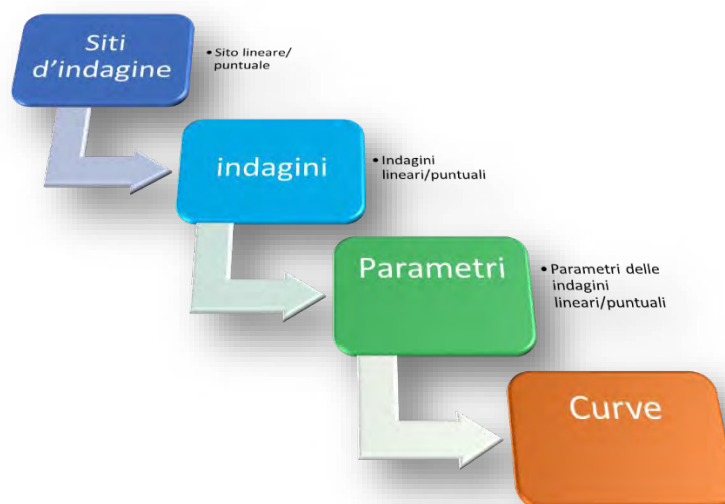 Siti
d'indagine
• Sito lineare/
puntuale
indagini
• Indagini
lineari/puntuali
Parametri
• Parametri delle
indagini
lineari/puntuali
Curve